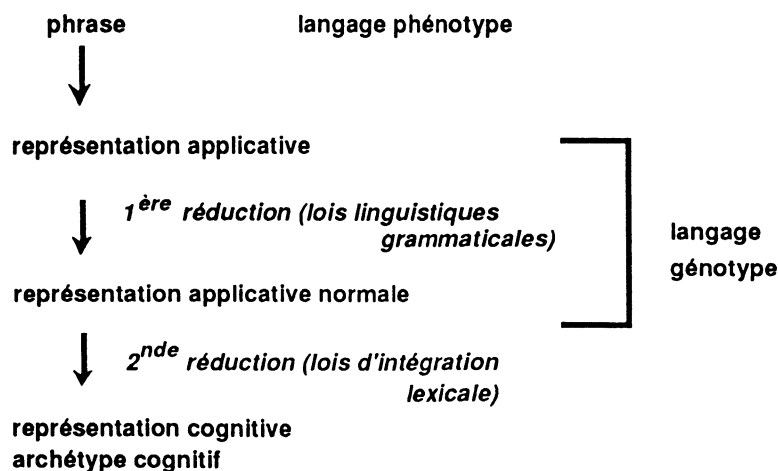 phrase langage phénotype
représentation applicative
1ère réduction (lois linguistiques
grammaticales)
langage
génotype
représentation applicative normale
2nde réduction (lois d'intégration
lexicale)
représentation cognitive
archétype cognitif